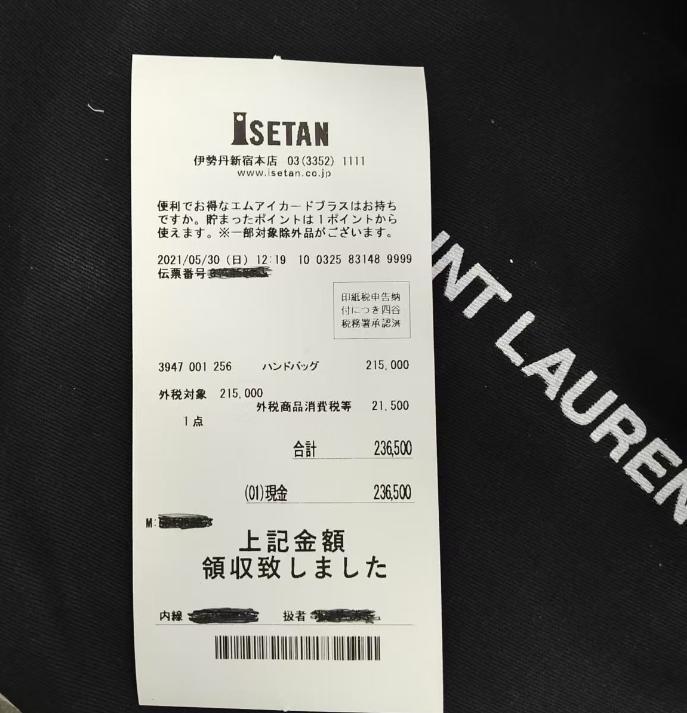 ISETAN
伊勢丹新宿本店 03(3352) 1111
www.isetan.co.jp
便利でお得なエムアイカードプラスはお持ち
ですか。貯まったポイントは1ポイントから
使えます。※一部対象除外品がございます。
2021/05/30 (日) 12:19 10 0325 83148 9999
伝票番号
印紙税申告納
付につき四谷
税務署承認済
3947 001 256 ハンドバッグ 215,000
外税対象 215,000
外税商品消費税等 21,500
1点
合計 236,500
(01)現金 236,500
M:
上記金額
領収致しました
内線 扱者
INT LAUREN